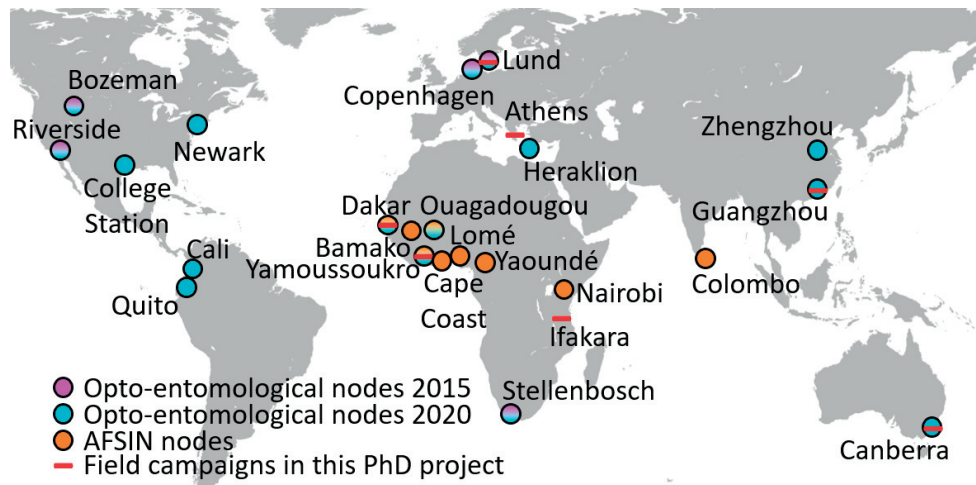 Bozeman
Riverside
Newark
College
Station
Cali
Quito
Lund
Copenhagen
Athens
Heraklion
Zhengzhou
Guangzhou
Dakar
Ouagadougou
Bamako
Lomé
Yamoussoukro
Yaoundé
Cape
Coast
Nairobi
Ifakara
Colombo
Stellenbosch
Canberra
Opto-entomological nodes 2015
Opto-entomological nodes 2020
AFSIN nodes
Field campaigns in this PhD project